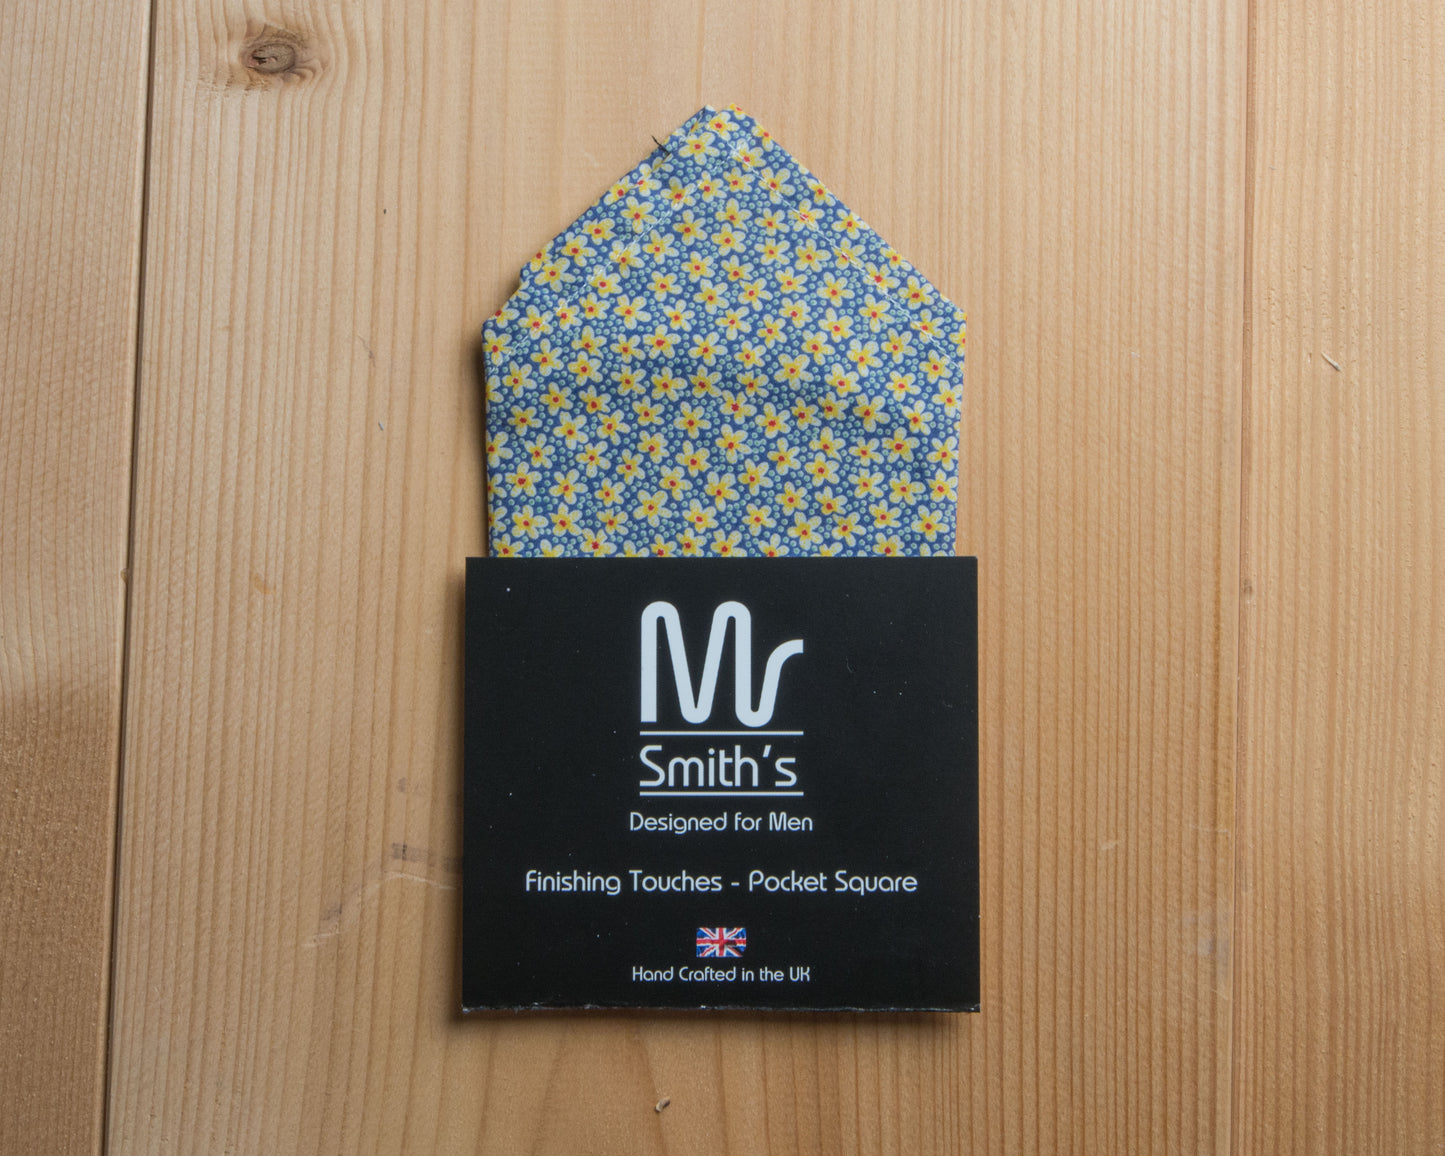 Mr
Smith's
Designed for Men
Finishing Touches - Pocket Square
Hand Crafted in the UK